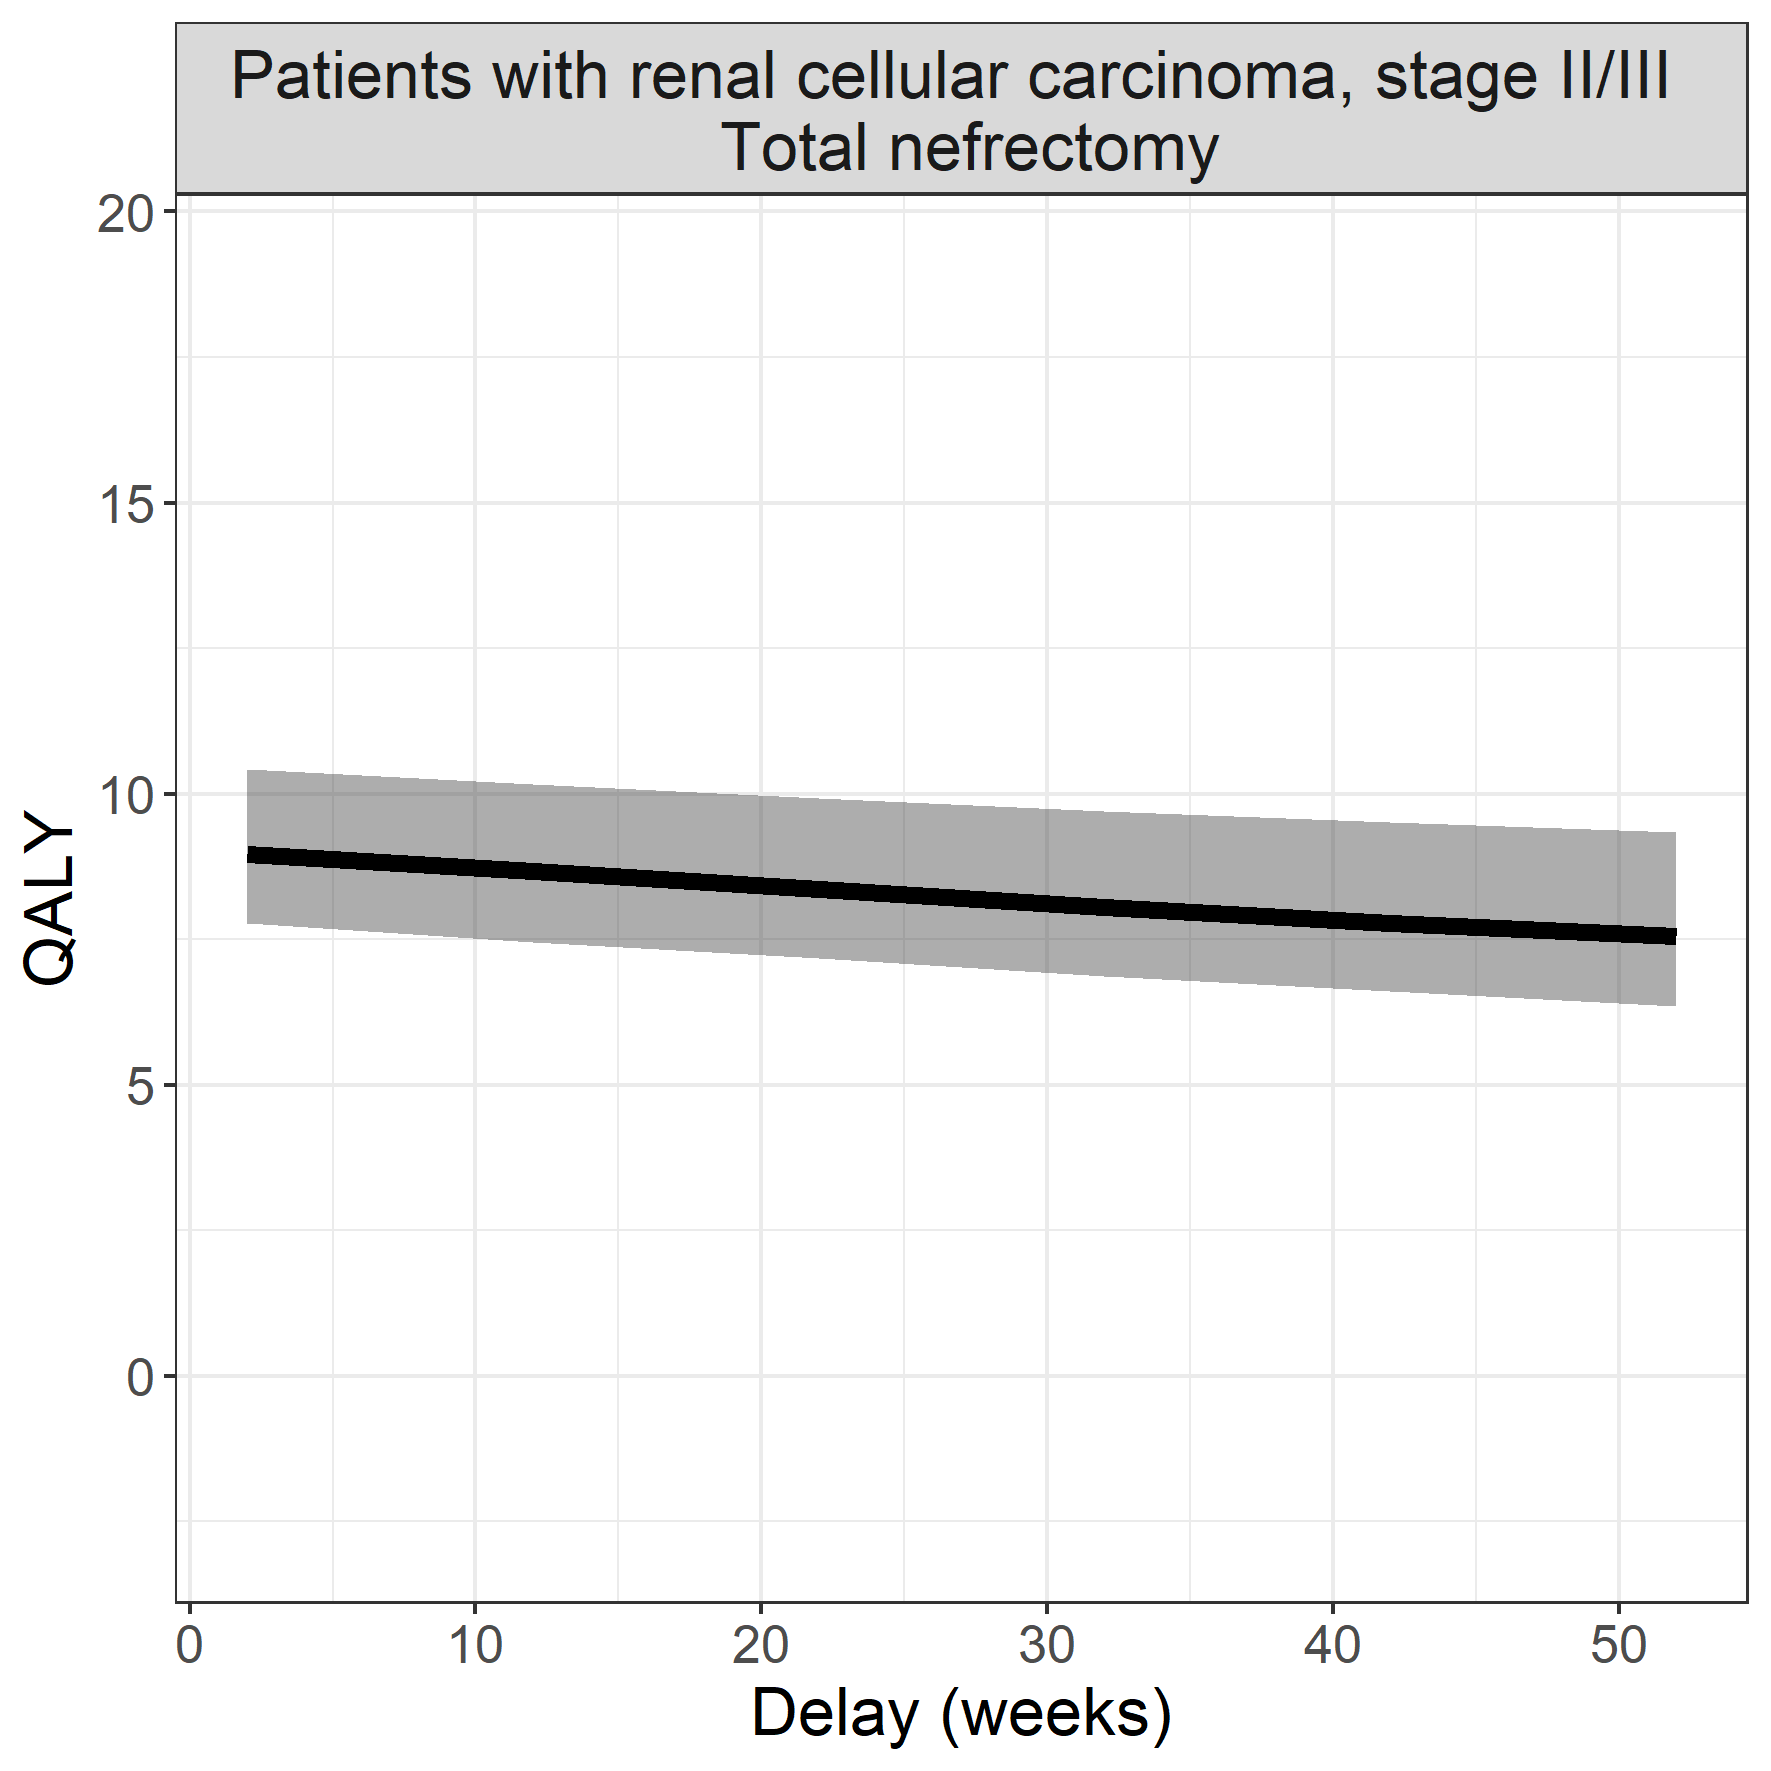 Patients with renal cellular carcinoma, stage II/III
Total nefrectomy
20
15
10
5
0
QALY
0 10 20 30 40 50
Delay (weeks)